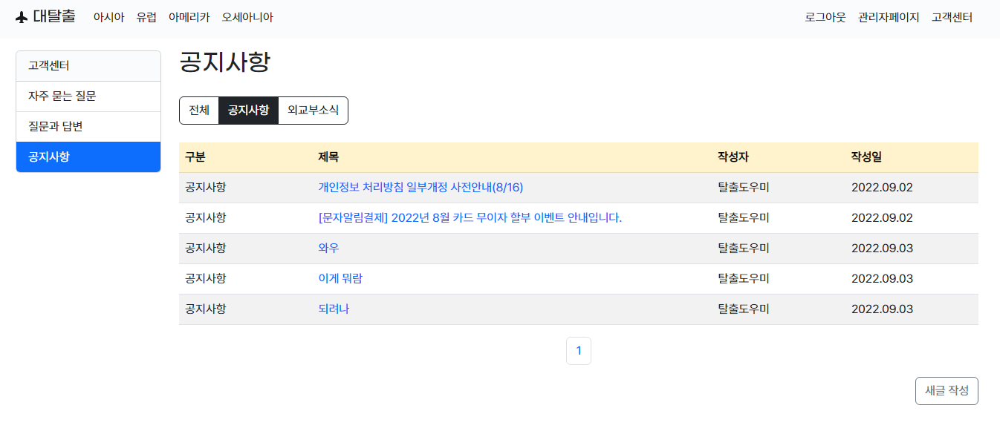 대탈출 아시아 유럽 아메리카 오세아니아 로그아웃 관리자페이지 고객센터
고객센터
자주 묻는 질문
질문과 답변
공지사항
공지사항
전체 공지사항 외교부소식
구분 제목 작성자 작성일
공지사항 개인정보 처리방침 일부개정 사전안내(8/16) 탈출도우미 2022.09.02
공지사항 [문자알림결제] 2022년 8월 카드 무이자 할부 이벤트 안내입니다. 탈출도우미 2022.09.02
공지사항 와우 탈출도우미 2022.09.03
공지사항 이게 뭐람 탈출도우미 2022.09.03
공지사항 되려나 탈출도우미 2022.09.03
1
새글 작성